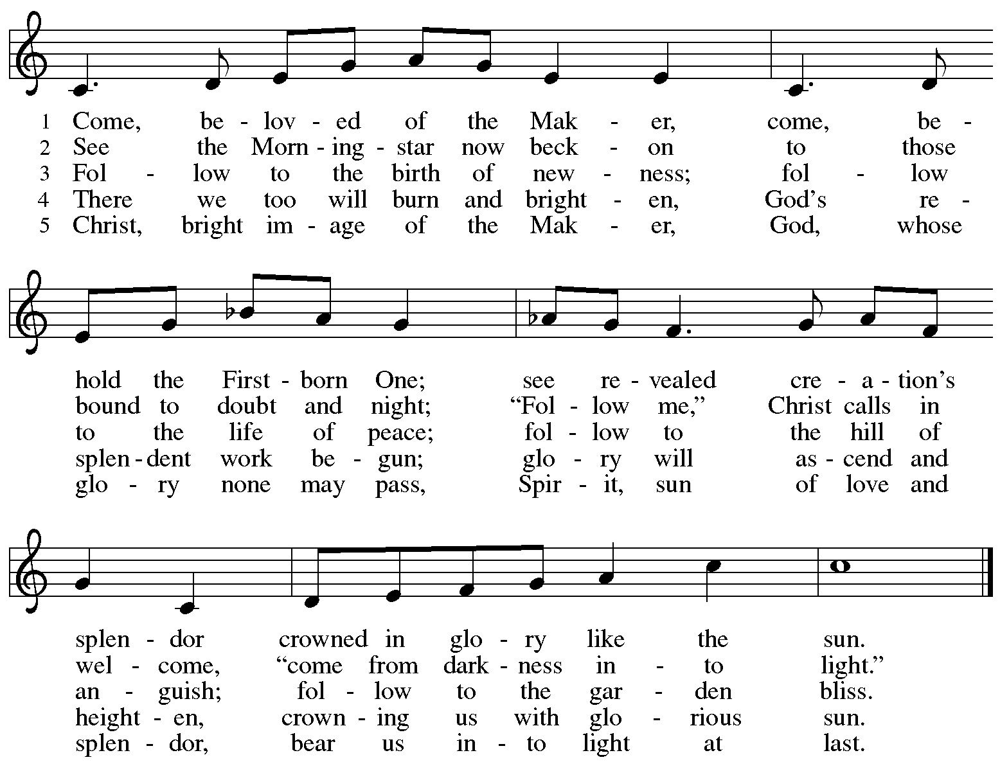 1 Come, be - lov - ed of the Mak - er, come, be -
2 See the Morn - ing - star now beck - on to those
3 Fol - low to the birth of new - ness; fol - low
4 There we too will burn and bright - en, God's re -
5 Christ, bright im - age of the Mak - er, God, whose
hold the First - born One; see re - vealed cre - a - tion's
bound to doubt and night; “Fol - low me,” Christ calls in
to the life of peace; fol - low to the hill of
splen - dent work be - gun; glo - ry will as - cend and
glo - ry none may pass, Spir - it, sun of love and
splen - dor crowned in glo - ry like the sun.
wel - come, “come from dark - ness in - to light.”
an - guish; fol - low to the gar - den bliss.
height - en, crown - ing us with glo - rious sun.
splen - dor, bear us in - to light at last.